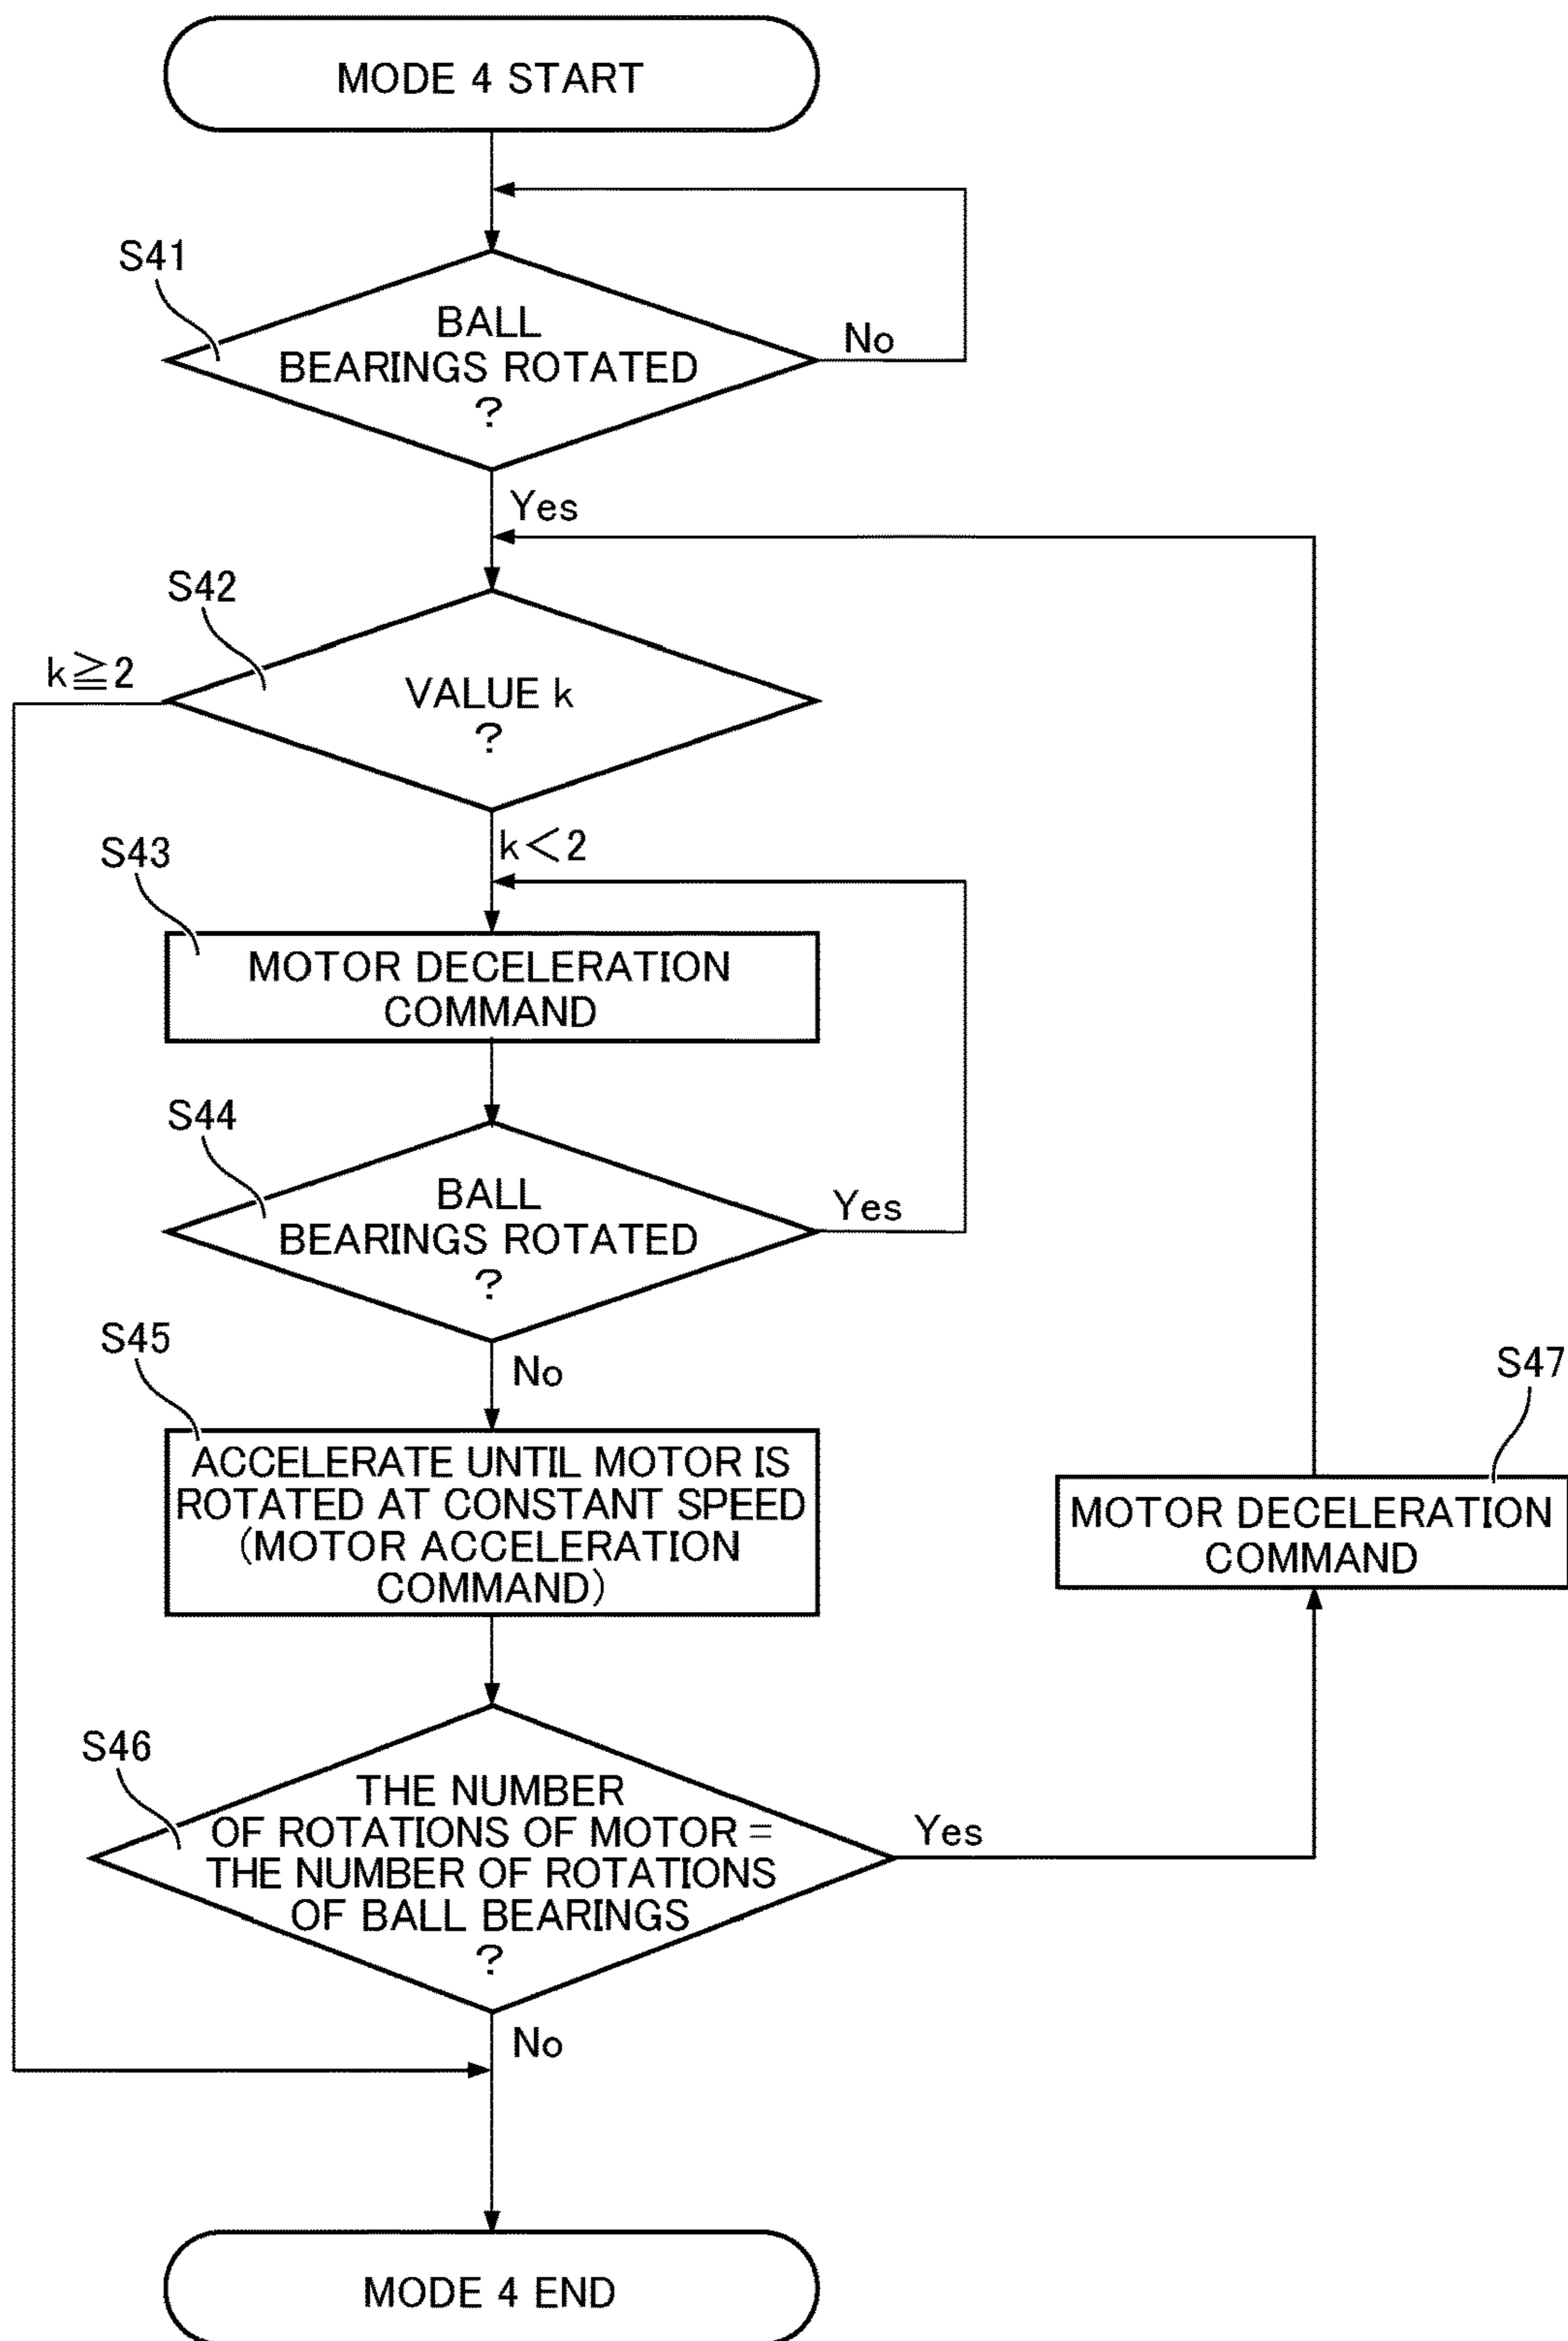 MODE 4 START
S41
BALL
BEARINGS ROTATED
?
No
Yes
S42
k≧2
VALUE k
?
k<2
S43
MOTOR DECELERATION
COMMAND
S44
BALL
BEARINGS ROTATED
?
Yes
No
S45
ACCELERATE UNTIL MOTOR IS
ROTATED AT CONSTANT SPEED
(MOTOR ACCELERATION
COMMAND)
S47
MOTOR DECELERATION
COMMAND
S46
THE NUMBER
OF ROTATIONS OF MOTOR =
THE NUMBER OF ROTATIONS
OF BALL BEARINGS
?
Yes
No
MODE 4 END